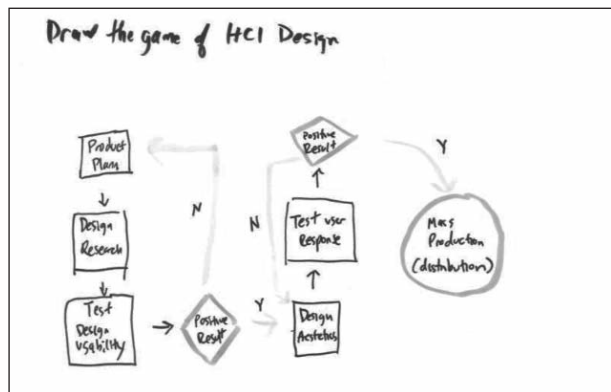 Draw the game of HCI Design
Product
Plan
Design
Research
Test
Design
Usability
Positive
Result
N
Y
Design
Aestetics
Test user
Response
Positive
Result
N
Y
Mass
Production
(distribution)